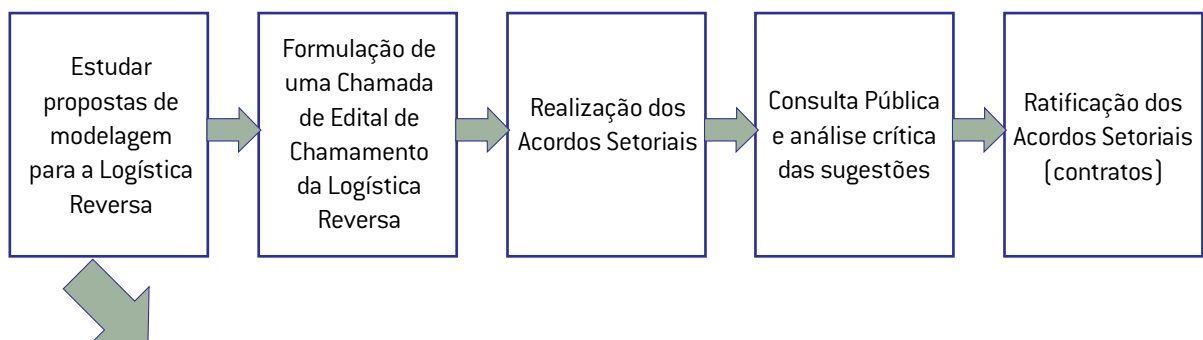 Estudar
propostas de
modelagem
para a Logística
Reversa
Formulação de
uma Chamada
de Edital de
Chamamento
da Logística
Reversa
Realização dos
Acordos Setoriais
Consulta Pública
e análise crítica
das sugestões
Ratificação dos
Acordos Setoriais
(contratos)